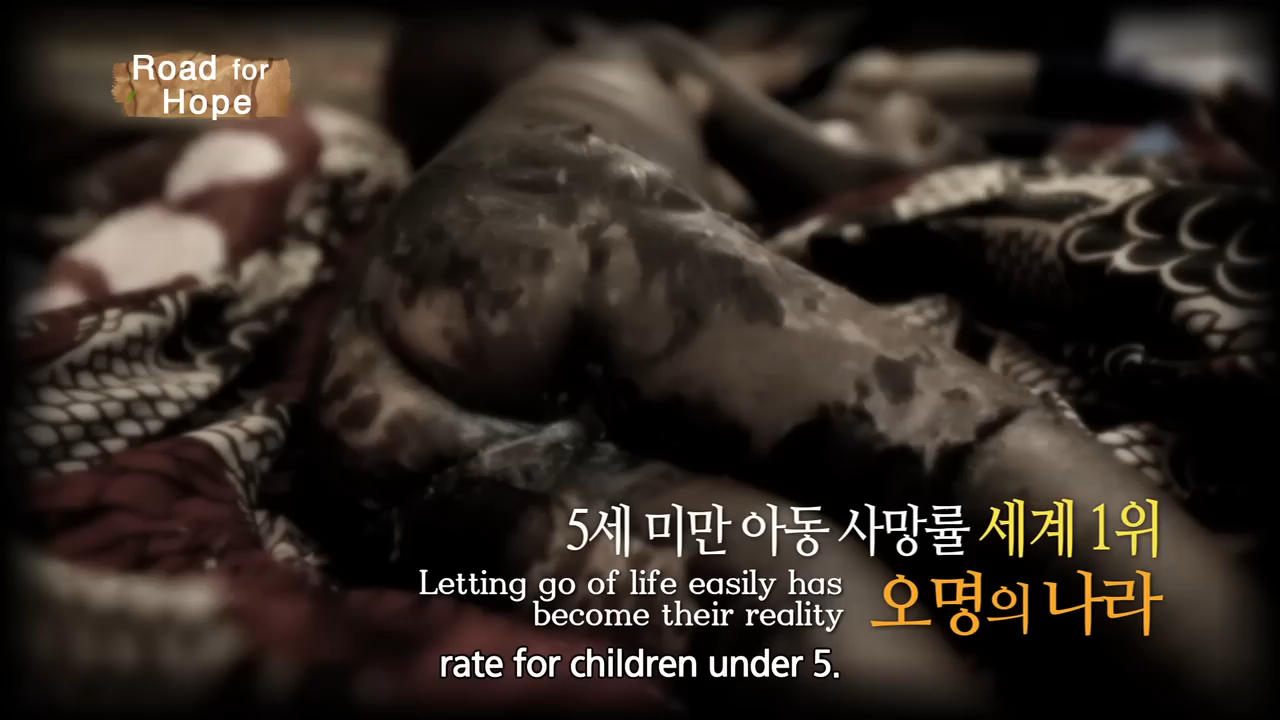 Road for
Hope
5세 미만 아동 사망률 세계 1위
Letting go of life easily has
become their reality
오명의 나라
rate for children under 5.